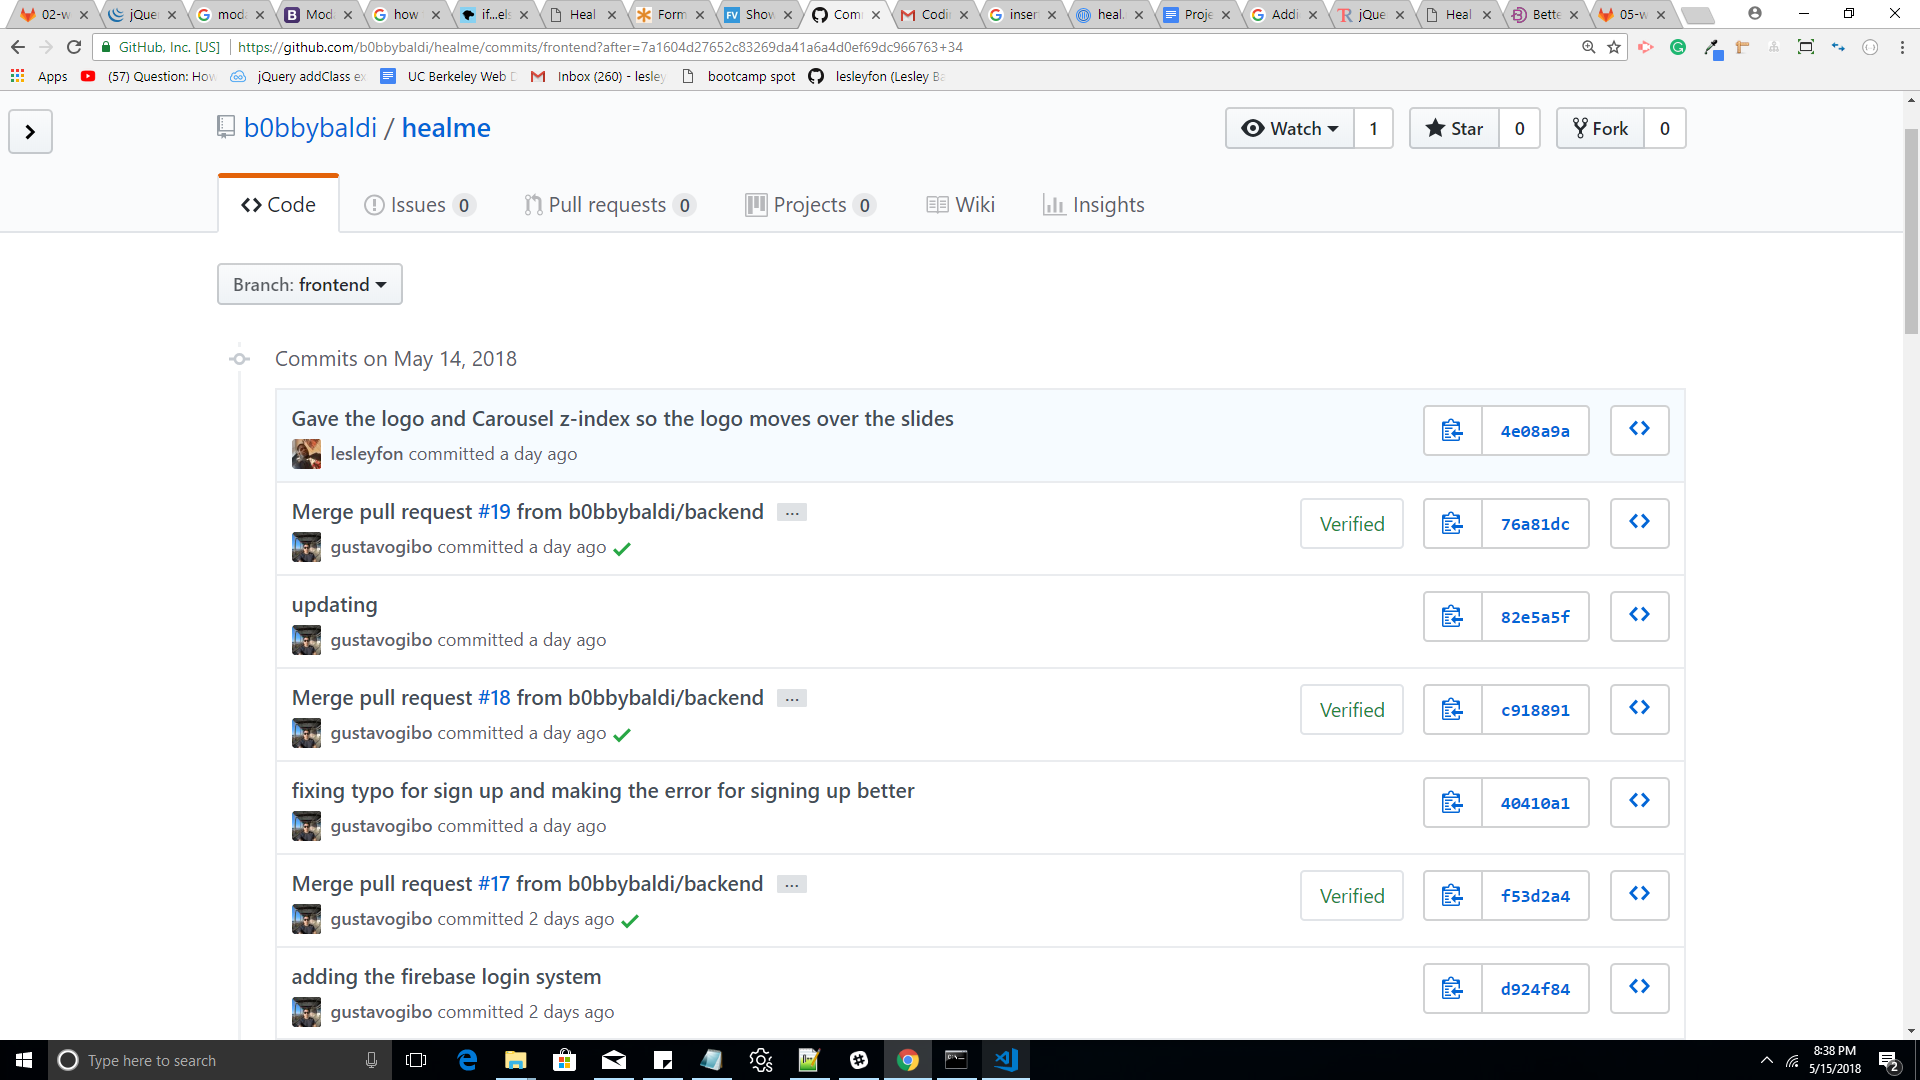 02-w
jQue
mod
Mod
how
if...els
Heal
Form
Show
Com
Codin
inser
heal.
Proje
Addi
jQue
Heal
Bette
05-w
GitHub, Inc. [US]
https://github.com/b0bbybaldi/healme/commits/frontend?after=7a1604d27652c83269da41a6a4d0ef69dc966763+34
Apps
(57) Question: How
jQuery addClass ex
UC Berkeley Web D
Inbox (260) - lesley
bootcamp spot
lesleyfon (Lesley Ba
b0bbybaldi / healme
Watch 1
Star 0
Fork 0
Code
Issues 0
Pull requests 0
Projects 0
Wiki
Insights
Branch: frontend
Commits on May 14, 2018
Gave the logo and Carousel z-index so the logo moves over the slides
4e08a9a
lesleyfon committed a day ago
Merge pull request #19 from b0bbybaldi/backend ...
Verified
76a81dc
gustavogibo committed a day ago
updating
82e5a5f
gustavogibo committed a day ago
Merge pull request #18 from b0bbybaldi/backend ...
Verified
c918891
gustavogibo committed a day ago
fixing typo for sign up and making the error for signing up better
40410a1
gustavogibo committed a day ago
Merge pull request #17 from b0bbybaldi/backend ...
Verified
f53d2a4
gustavogibo committed 2 days ago
adding the firebase login system
d924f84
gustavogibo committed 2 days ago
Type here to search
8:38 PM
5/15/2018
2